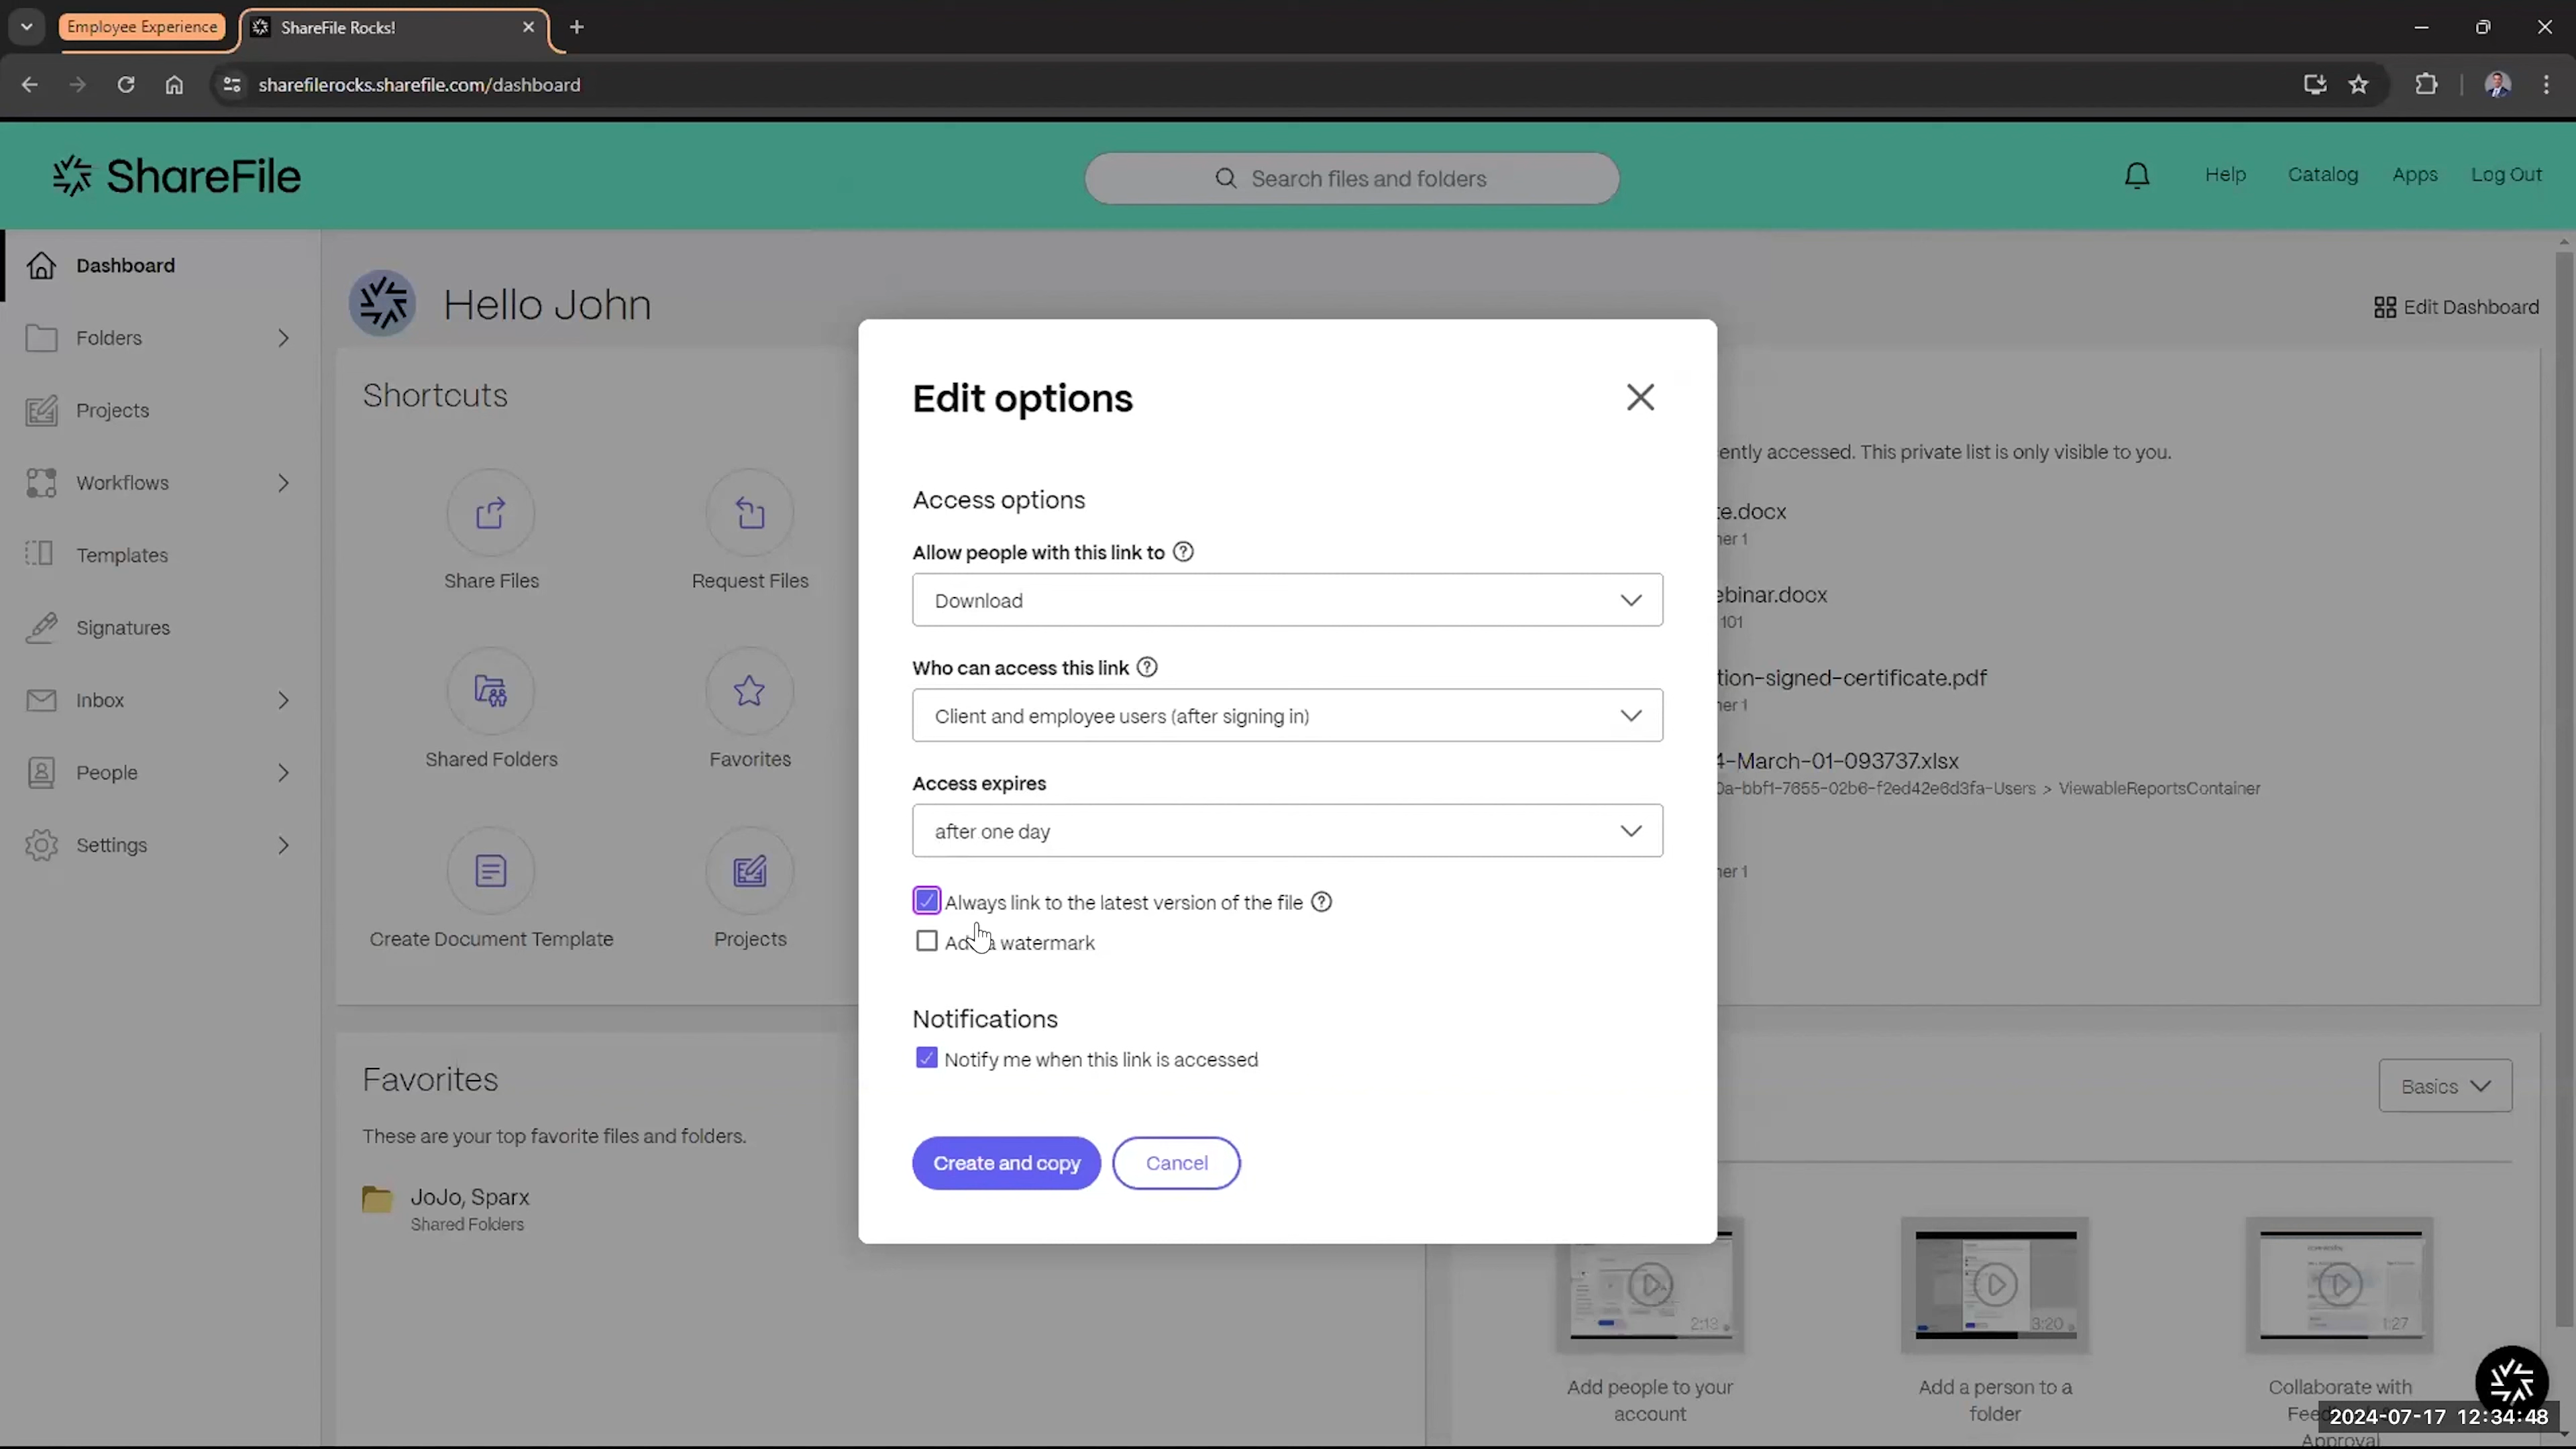 Employee Experience
ShareFile Rocks!
sharefilerocks.sharefile.com/dashboard
ShareFile
Search files and folders
Help
Catalog
Apps
Log Out
Dashboard
Folders
Projects
Workflows
Templates
Signatures
Inbox
People
Settings
Hello John
Edit Dashboard
Shortcuts
Share Files
Request Files
Shared Folders
Favorites
Create Document Template
Projects
Edit options
Access options
Allow people with this link to
Download
Who can access this link
Client and employee users (after signing in)
Access expires
after one day
Always link to the latest version of the file
a watermark
Notifications
Notify me when this link is accessed
Create and copy
Cancel
ently accessed. This private list is only visible to you.
te.docx
ner 1
ebinar.docx
101
tion-signed-certificate.pdf
ner 1
4-March-01-093737.xlsx
0a-bbf1-7655-02b6-f2ed42e6d3fa-Users > ViewableReportsContainer
ner 1
Favorites
These are your top favorite files and folders.
JoJo, Sparx
Shared Folders
Basics
2:13
3:20
1:27
Add people to your
account
Add a person to a
folder
Collaborate with
Approval
2024-07-17 12:34:48